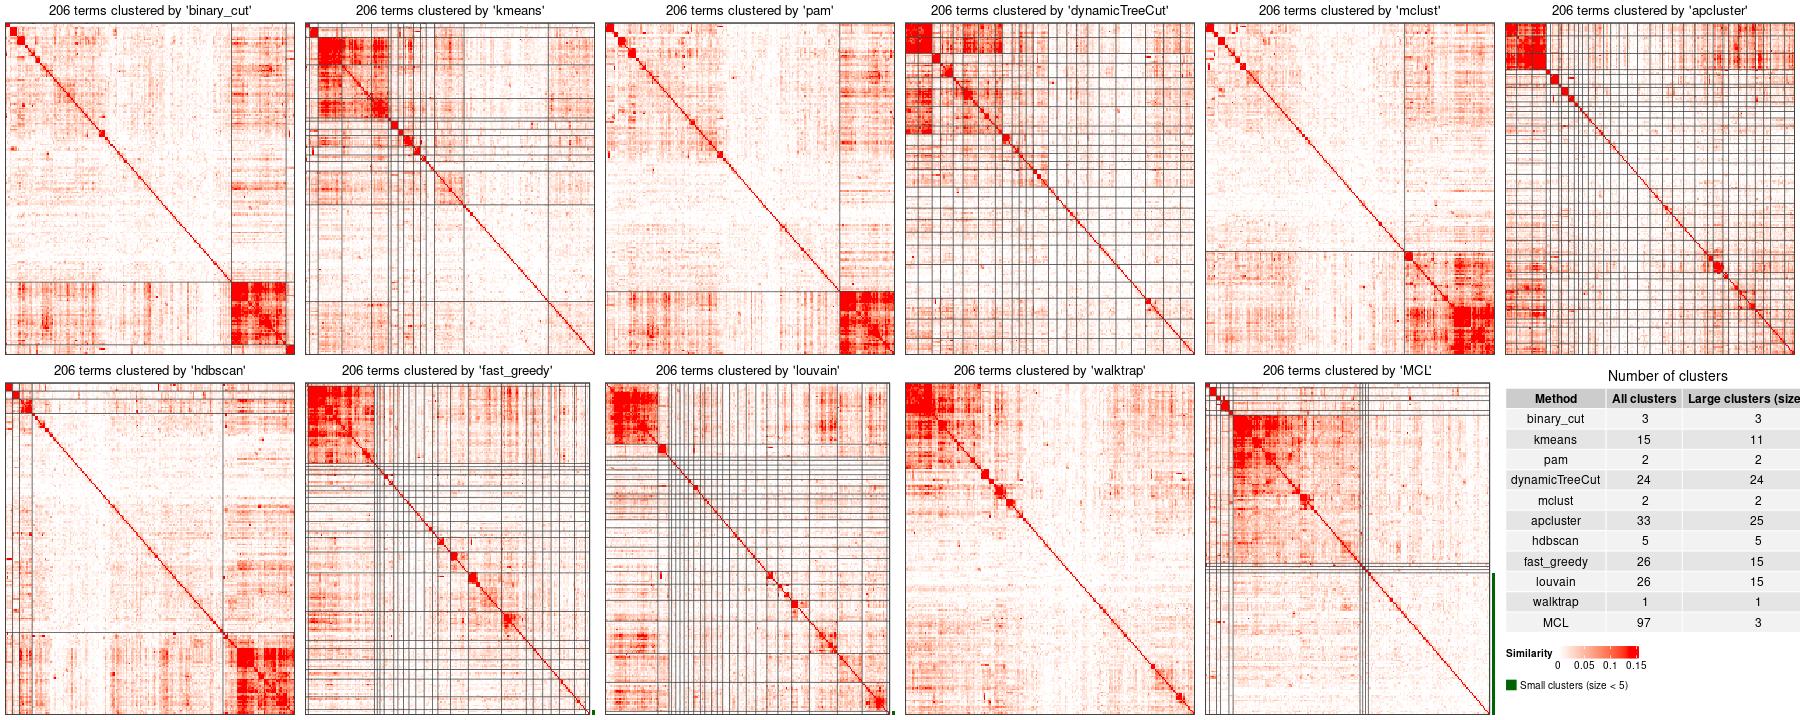 206 terms clustered by 'binary_cut'
206 terms clustered by 'kmeans'
206 terms clustered by 'pam'
206 terms clustered by 'dynamicTreeCut'
206 terms clustered by 'mclust'
206 terms clustered by 'apcluster'
206 terms clustered by 'hdbscan'
206 terms clustered by 'fast_greedy'
206 terms clustered by 'louvain'
206 terms clustered by 'walktrap'
206 terms clustered by 'MCL'
Number of clusters
Method All clusters Large clusters (size
binary_cut 3 3
kmeans 15 11
pam 2 2
dynamicTreeCut 24 24
mclust 2 2
apcluster 33 25
hdbscan 5 5
fast_greedy 26 15
louvain 26 15
walktrap 1 1
MCL 97 3
Similarity
0 0.05 0.1 0.15
Small clusters (size < 5)